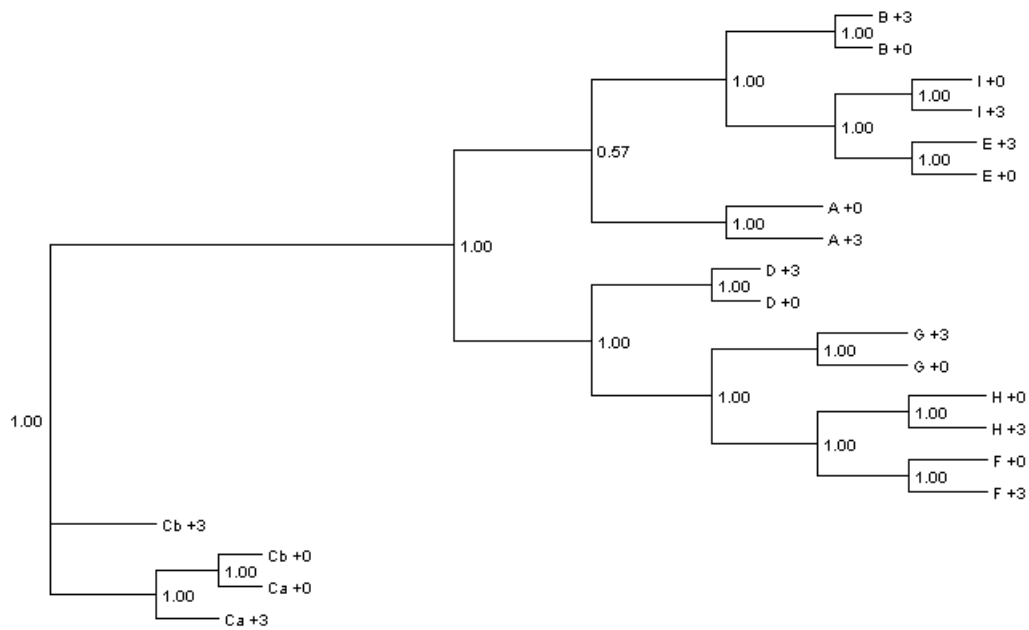 B +3
1.00
B +0
1.00
I +0
1.00
I +3
1.00
E +3
0.57
1.00
E +0
A +0
1.00
A +3
1.00
D +3
1.00
D +0
G +3
1.00
1.00
G +0
1.00
H +0
1.00
H +3
1.00
1.00
F +0
1.00
F +3
Cb +3
Cb +0
1.00
Ca +0
1.00
Ca +3